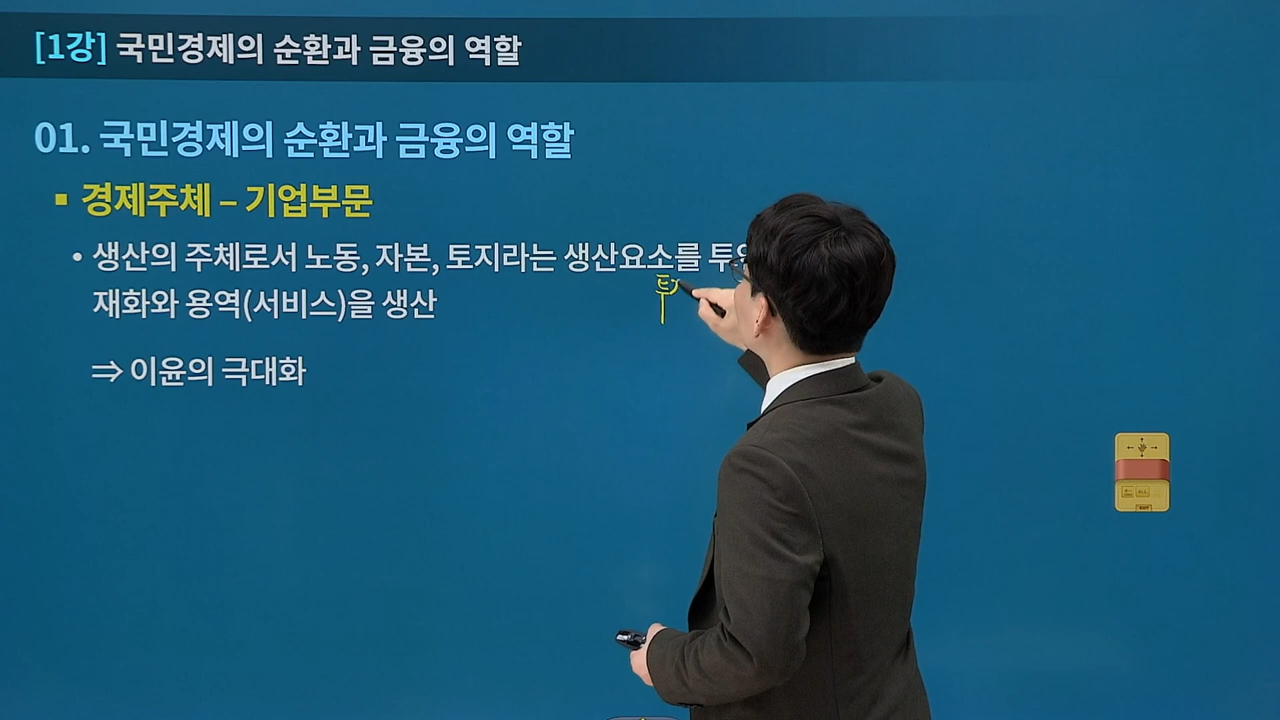 [1강] 국민경제의 순환과 금융의 역할
01. 국민경제의 순환과 금융의 역할
▪ 경제주체 – 기업부문
• 생산의 주체로서 노동, 자본, 토지라는 생산요소를
재화와 용역(서비스)을 생산
⇒ 이윤의 극대화